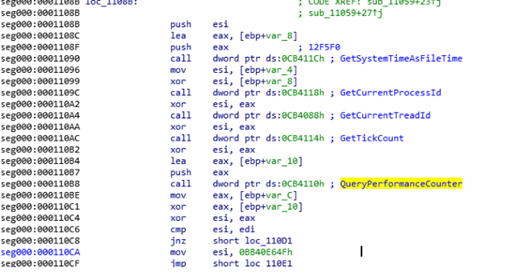 seg000:0001108B loc_1108B: ; CODE XREF: sub_11059+23↑j
seg000:0001108B ; sub_11059+27↑j
seg000:0001108B push esi
seg000:0001108C lea eax, [ebp+var_8]
seg000:0001108F push eax ; 12F5F0
seg000:00011090 call dword ptr ds:0CB411Ch ; GetSystemTimeAsFileTime
seg000:00011096 mov esi, [ebp+var_4]
seg000:00011099 xor esi, [ebp+var_8]
seg000:0001109C call dword ptr ds:0CB4118h ; GetCurrentProcessId
seg000:000110A2 xor esi, eax
seg000:000110A4 call dword ptr ds:0CB4088h ; GetCurrentTreadId
seg000:000110AA xor esi, eax
seg000:000110AC call dword ptr ds:0CB4114h ; GetTickCount
seg000:000110B2 xor esi, eax
seg000:000110B4 lea eax, [ebp+var_10]
seg000:000110B7 push eax
seg000:000110B8 call dword ptr ds:0CB4110h ; QueryPerformanceCounter
seg000:000110BE mov eax, [ebp+var_C]
seg000:000110C1 xor eax, [ebp+var_10]
seg000:000110C4 xor esi, eax
seg000:000110C6 cmp esi, edi
seg000:000110C8 jnz short loc_110D1
seg000:000110CA mov esi, 0BB40E64Fh
seg000:000110CF jmp short loc_110E1